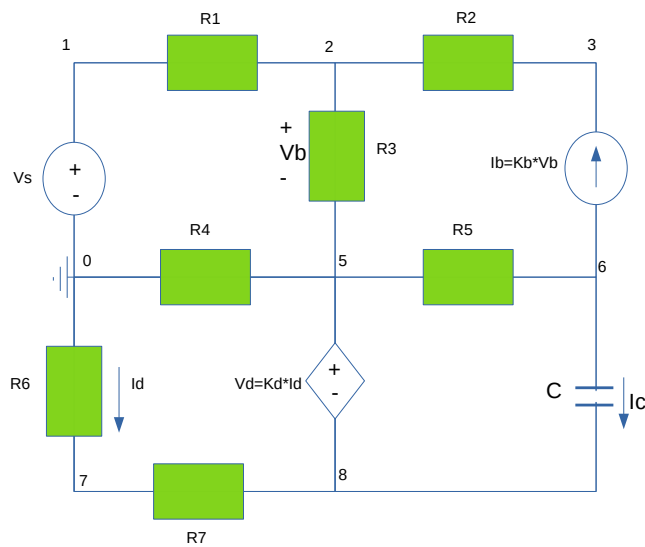 R1
R2
1
2
3
+
Vb
-
R3
Ib=Kb*Vb
Vs
+
-
R4
R5
0
5
6
R6
Id
Vd=Kd*Id
+
-
C
Ic
7
8
R7